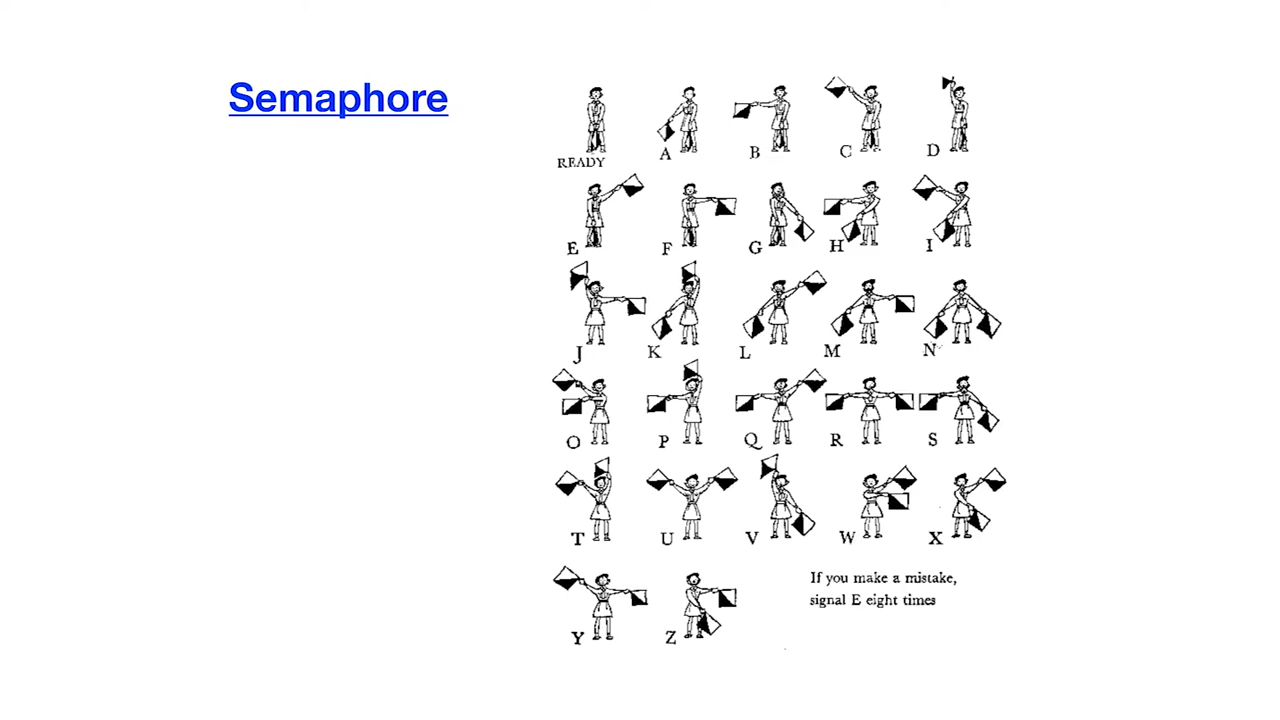 Semaphore
READY
A
B
C
D
E
F
G
H
I
J
K
L
M
N
O
P
Q
R
S
T
U
V
W
X
Y
Z
If you make a mistake,
signal E eight times